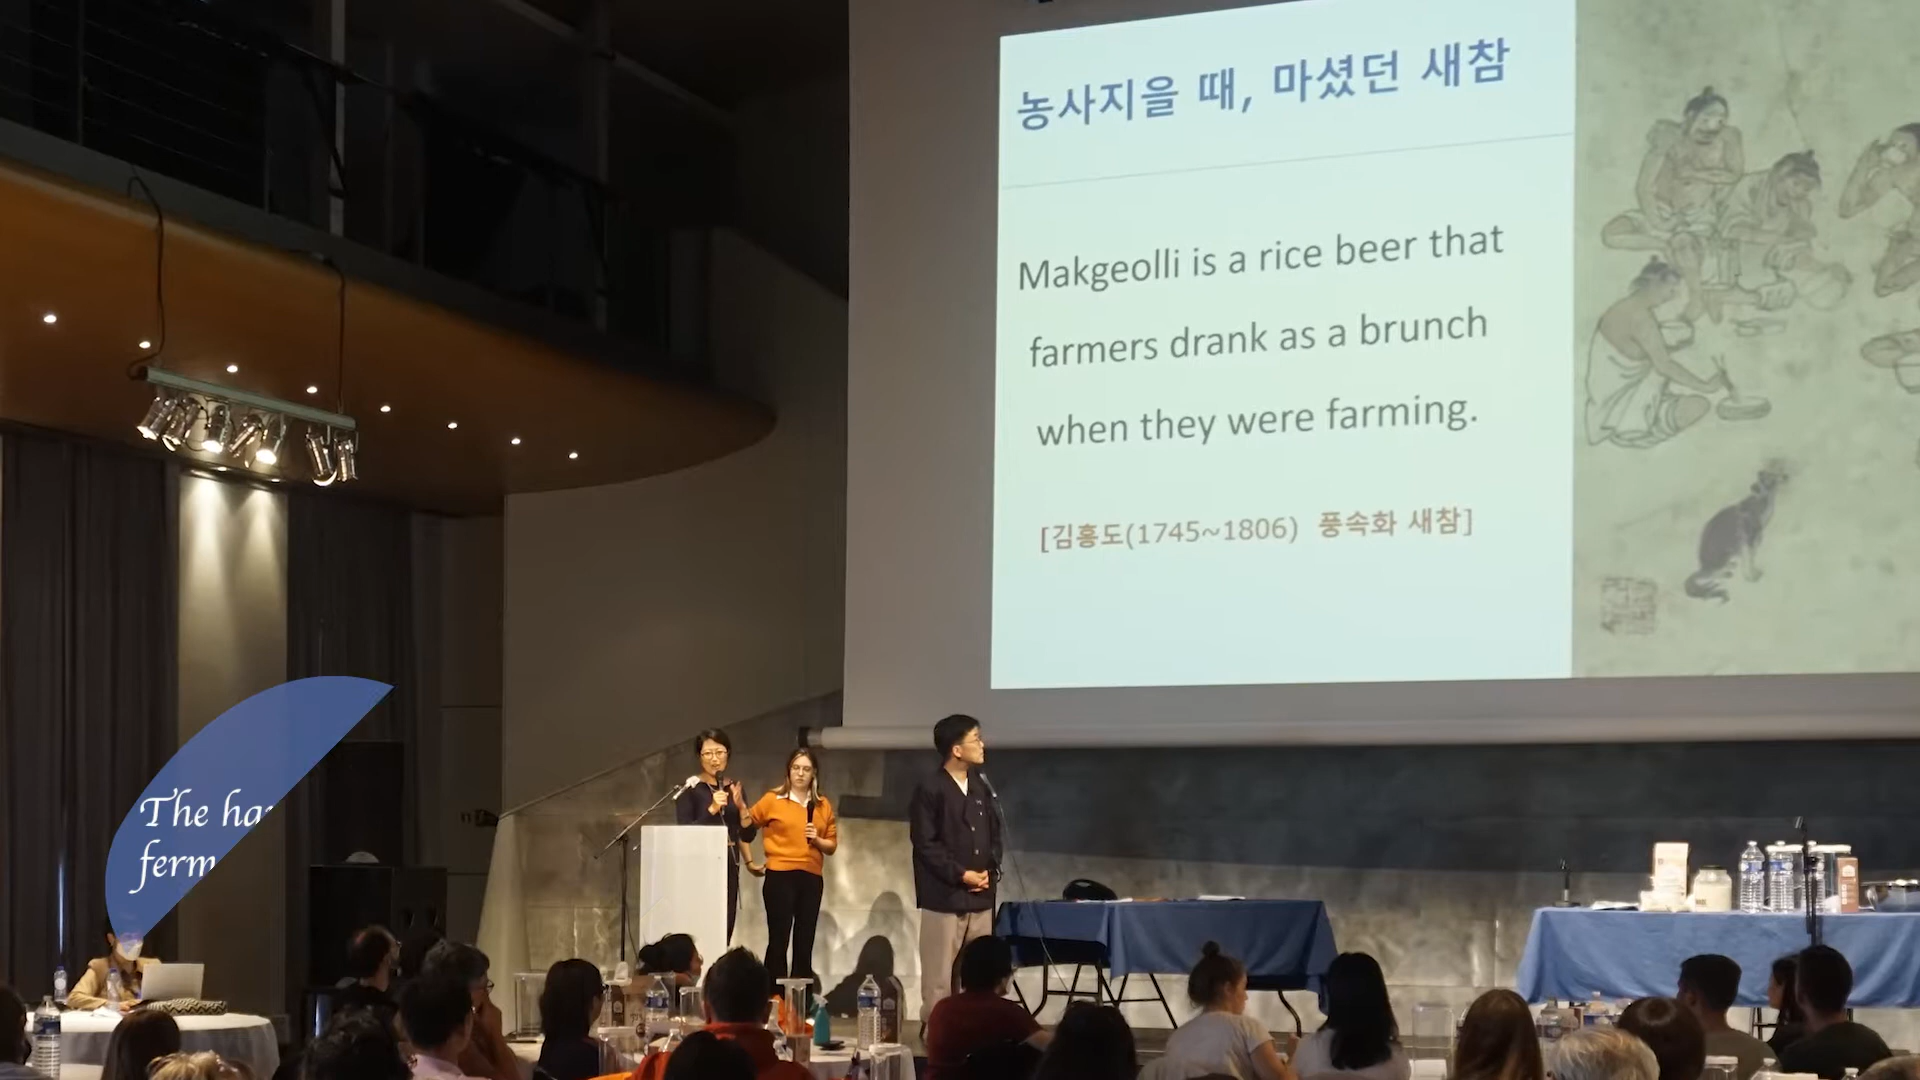 농사지을 때, 마셨던 새참
Makgeolli is a rice beer that
farmers drank as a brunch
when they were farming.
[김홍도(1745~1806) 풍속화 새참]
The
ferm